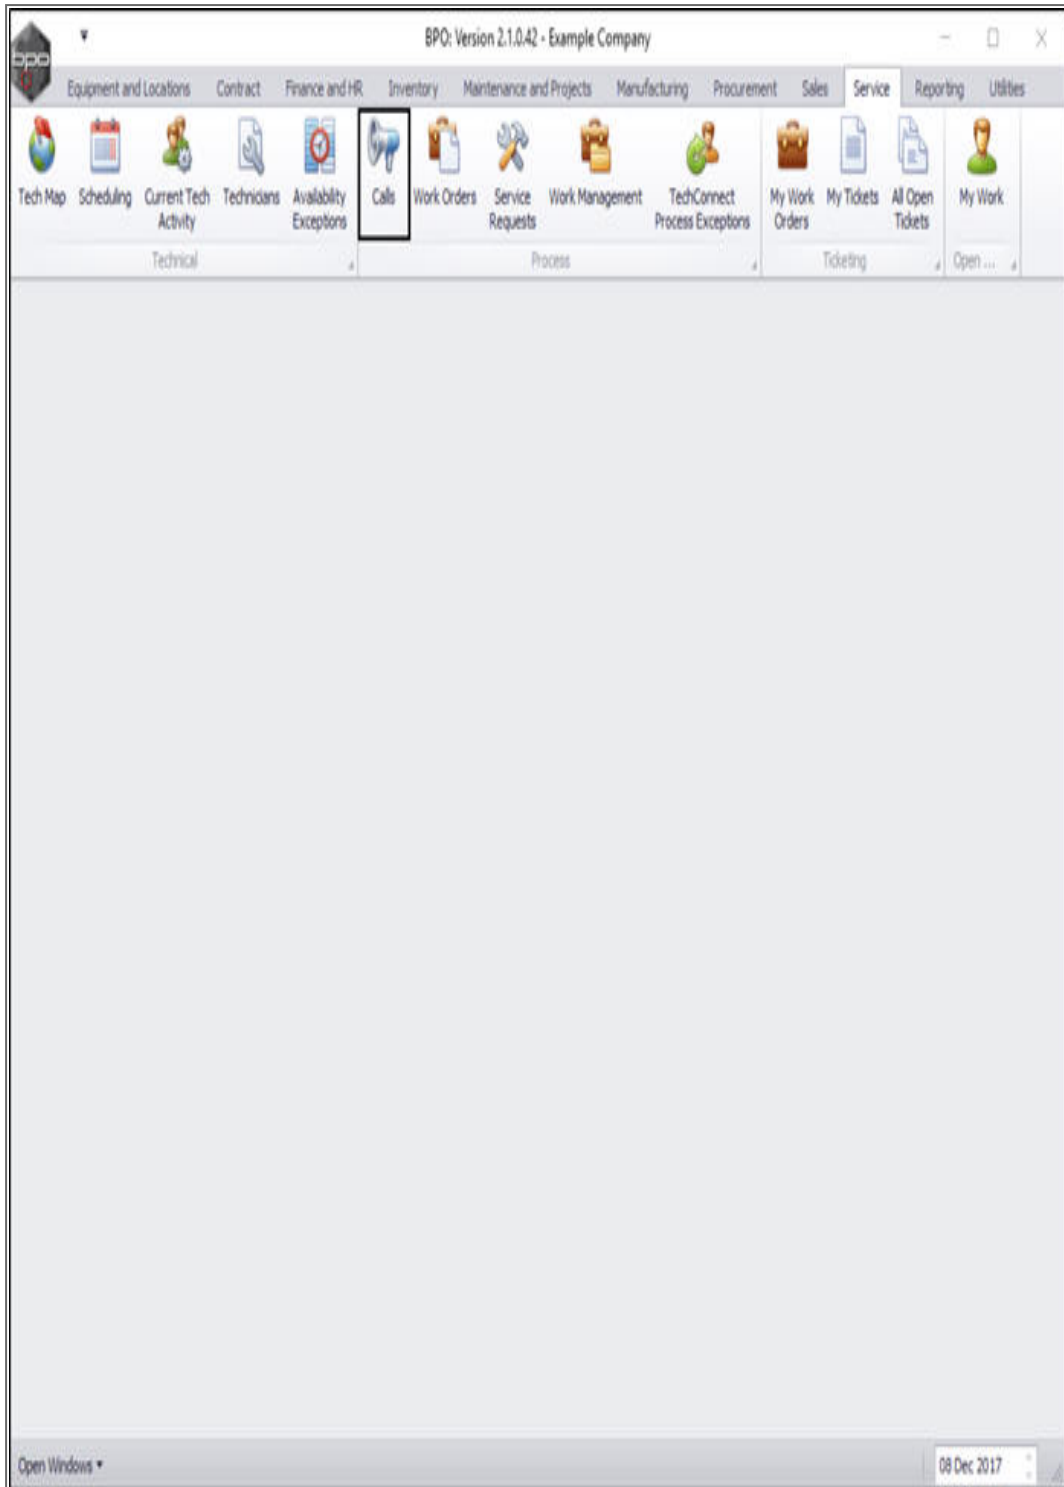 BPO: Version 2.1.0.42 - Example Company
bpo
Equipment and Locations Contract Finance and HR Inventory Maintenance and Projects Manufacturing Procurement Sales Service Reporting Utilities
Tech Map Scheduling Current Tech Technicians Availability Calls Work Orders Service Work Management TechConnect My Work My Tickets All Open My Work
Activity Exceptions Requests Process Exceptions Orders Tickets
Technical Process Ticketing Open ...
Open Windows 08 Dec 2017